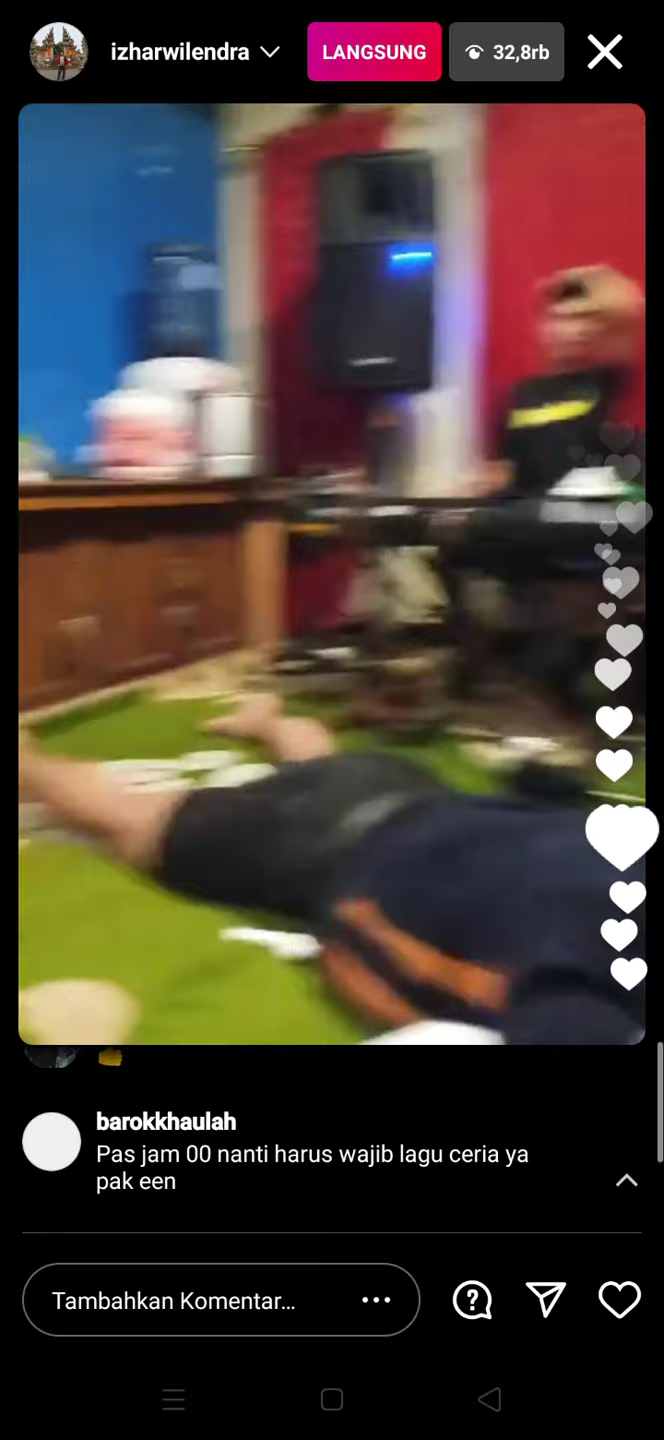 izharwilendra
LANGSUNG
32,8rb
barokkhaulah
Pas jam 00 nanti harus wajib lagu ceria ya
pak een
Tambahkan Komentar...